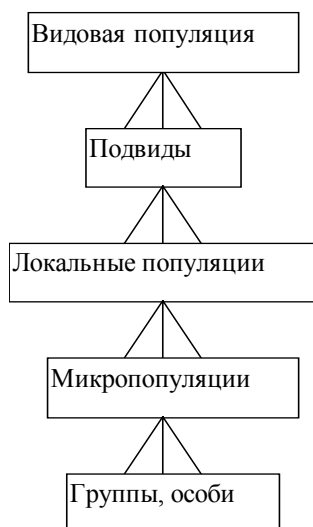 Видовая популяция
Подвиды
Локальные популяции
Микропопуляции
Группы, особи